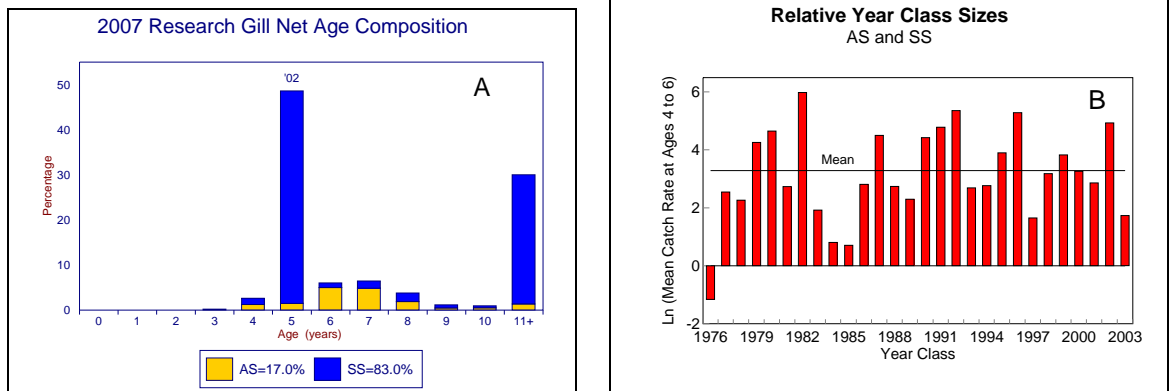 2007 Research Gill Net Age Composition
A
'02
50
40
30
20
10
0
Percentage
0 1 2 3 4 5 6 7 8 9 10 11+
Age (years)
AS=17.0% SS=83.0%
Relative Year Class Sizes
AS and SS
B
Mean
6
4
2
0
-2
Ln (Mean Catch Rate at Ages 4 to 6)
1976 1979 1982 1985 1988 1991 1994 1997 2000 2003
Year Class